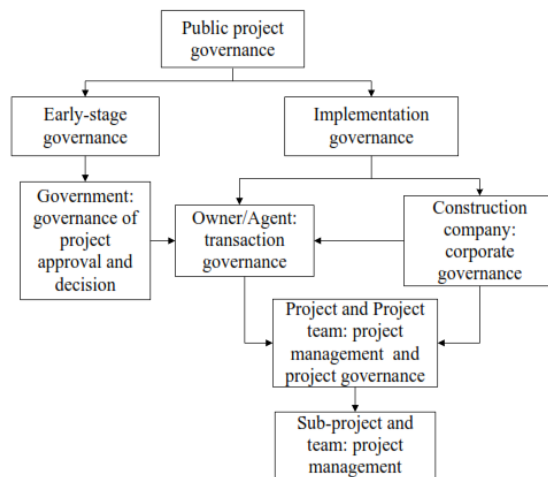 Public project
governance
Early-stage
governance
Implementation
governance
Government:
governance of
project
approval and
decision
Owner/Agent:
transaction
governance
Construction
company:
corporate
governance
Project and Project
team: project
management and
project governance
Sub-project and
team: project
management